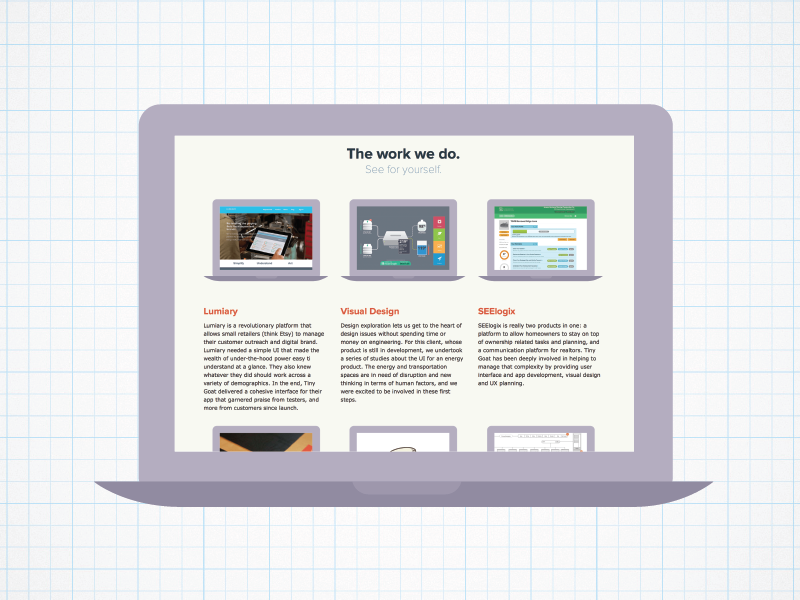 The work we do.
See for yourself.
Lumiary
Lumiary is a revolutionary platform that
allows small retailers (think Etsy) to manage
their customer outreach and digital brand.
Lumiary needed a simple UI that made the
wealth of under-the-hood power easy ti
understand at a glance. They also knew
whatever they did should work across a
variety of demographics. In the end, Tiny
Goat delivered a cohesive interface for their
app that garnered praise from testers, and
more from customers since launch.
Visual Design
Design exploration lets us get to the heart of
design issues without spending time or
money on engineering. For this client, whose
product is still in development, we undertook
a series of studies about the UI for an energy
product. The energy and transportation
spaces are in need of disruption and new
thinking in terms of human factors, and we
were excited to be involved in these first
steps.
SEElogix
SEElogix is really two products in one: a
platform to allow homeowners to stay on top
of ownership related tasks and planning, and
a communication platform for realtors. Tiny
Goat has been deeply involved in helping to
manage that complexity by providing user
interface and app development, visual design
and UX planning.